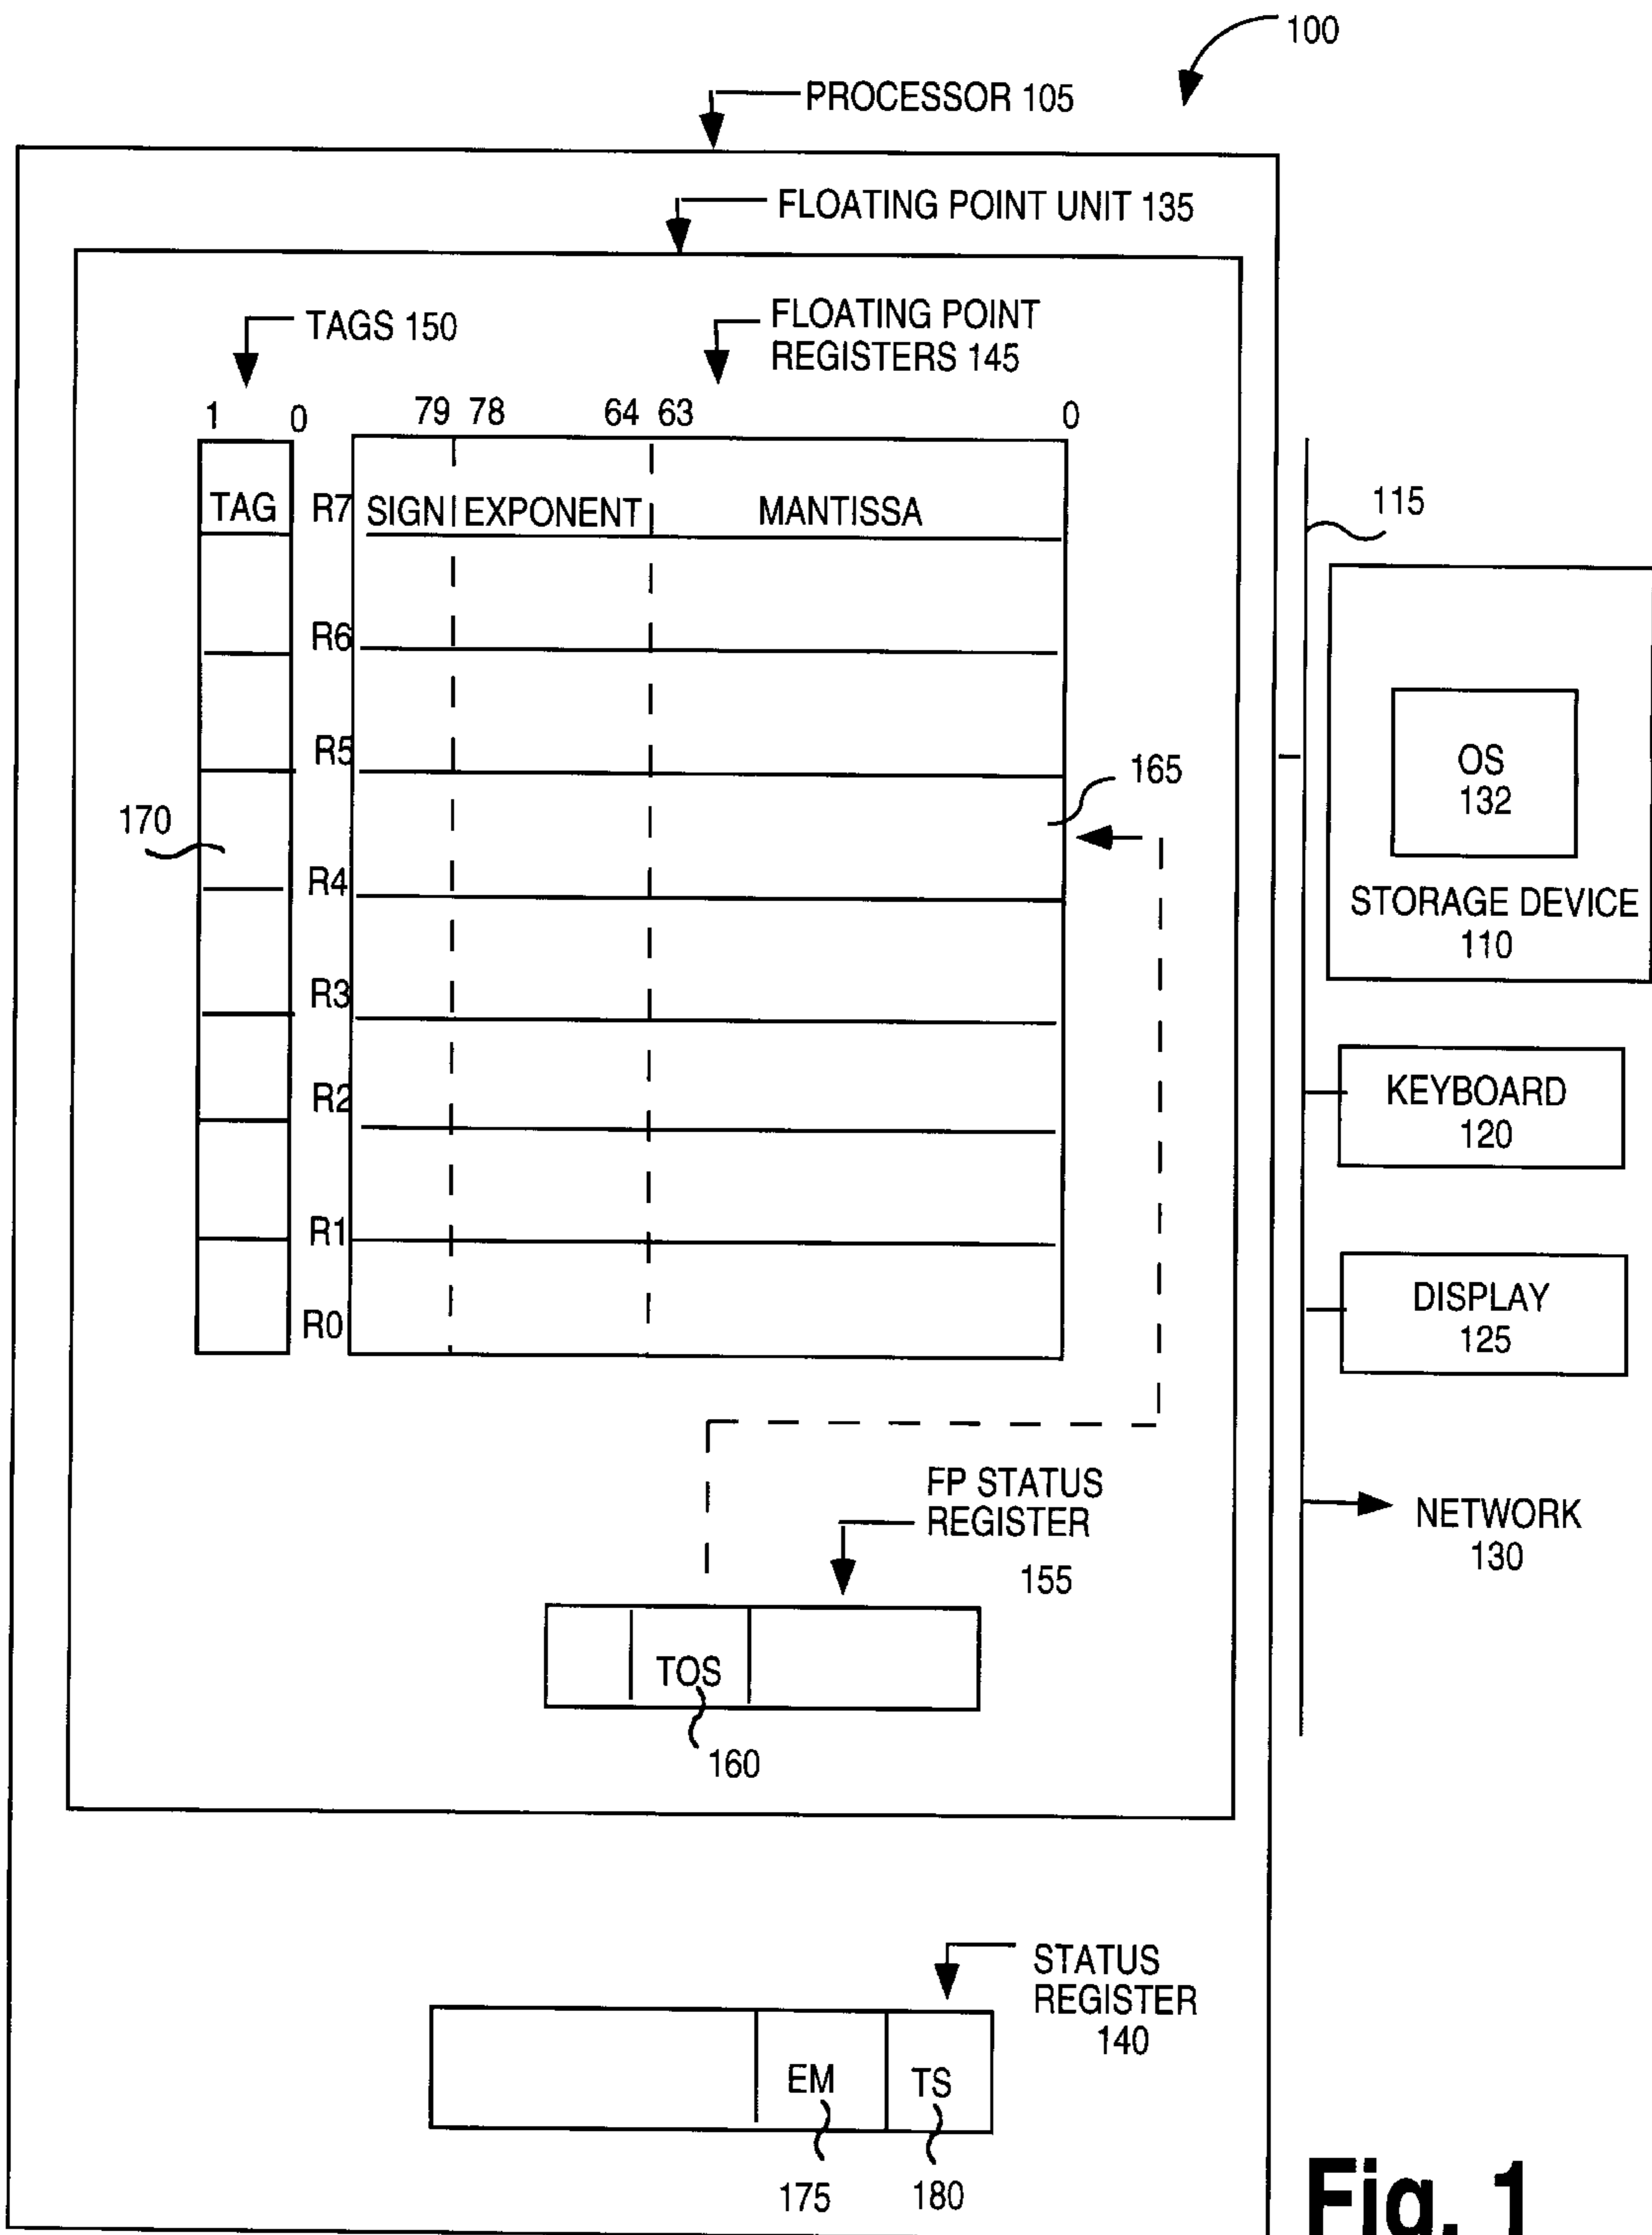 100
PROCESSOR 105
FLOATING POINT UNIT 135
TAGS 150
FLOATING POINT
REGISTERS 145
1 0 79 78 64 63 0
TAG R7 SIGN EXPONENT MANTISSA
115
R6
R5
165
OS
132
170
R4
STORAGE DEVICE
110
R3
R2
KEYBOARD
120
R1
DISPLAY
125
R0
FP STATUS
REGISTER
155
NETWORK
130
TOS
160
STATUS
REGISTER
140
EM TS
175 180
Fig. 1